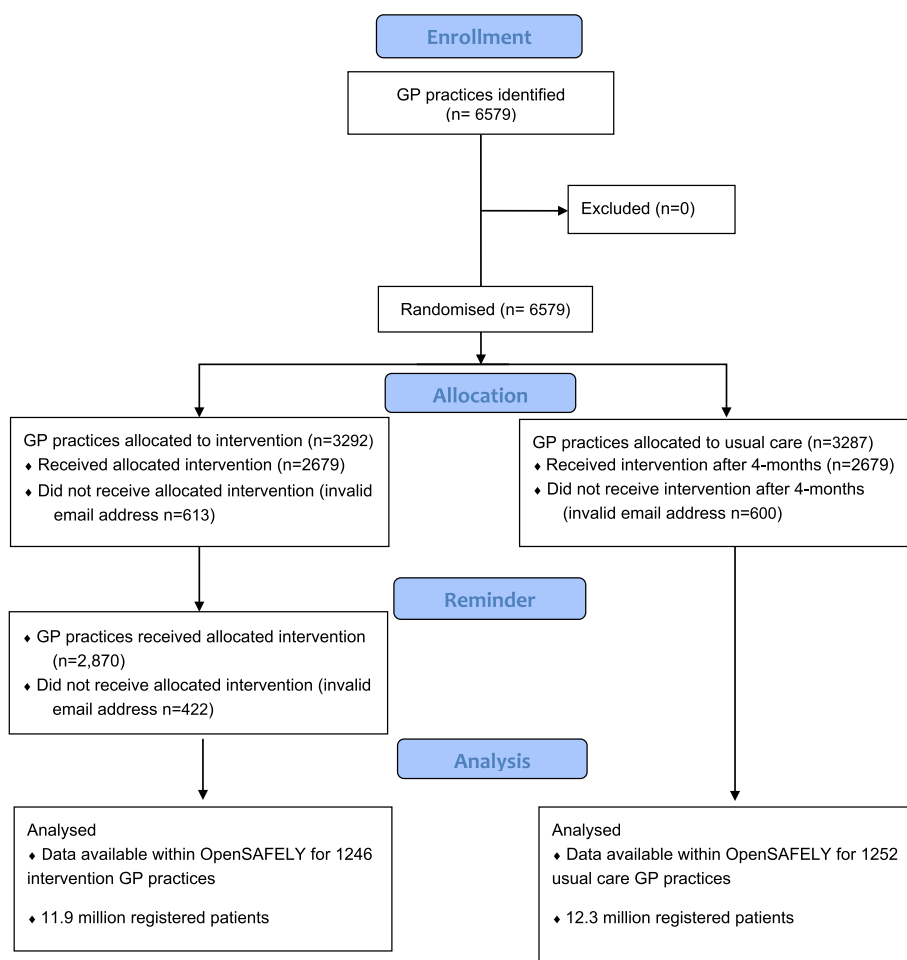 Enrollment
GP practices identified
(n= 6579)
Excluded (n=0)
Randomised (n= 6579)
Allocation
GP practices allocated to intervention (n=3292)
♦ Received allocated intervention (n=2679)
♦ Did not receive allocated intervention (invalid
email address n=613)
GP practices allocated to usual care (n=3287)
♦ Received intervention after 4-months (n=2679)
♦ Did not receive intervention after 4-months
(invalid email address n=600)
Reminder
♦ GP practices received allocated intervention
(n=2,870)
♦ Did not receive allocated intervention (invalid
email address n=422)
Analysis
Analysed
♦ Data available within OpenSAFELY for 1246
intervention GP practices
♦ 11.9 million registered patients
Analysed
♦ Data available within OpenSAFELY for 1252
usual care GP practices
♦ 12.3 million registered patients